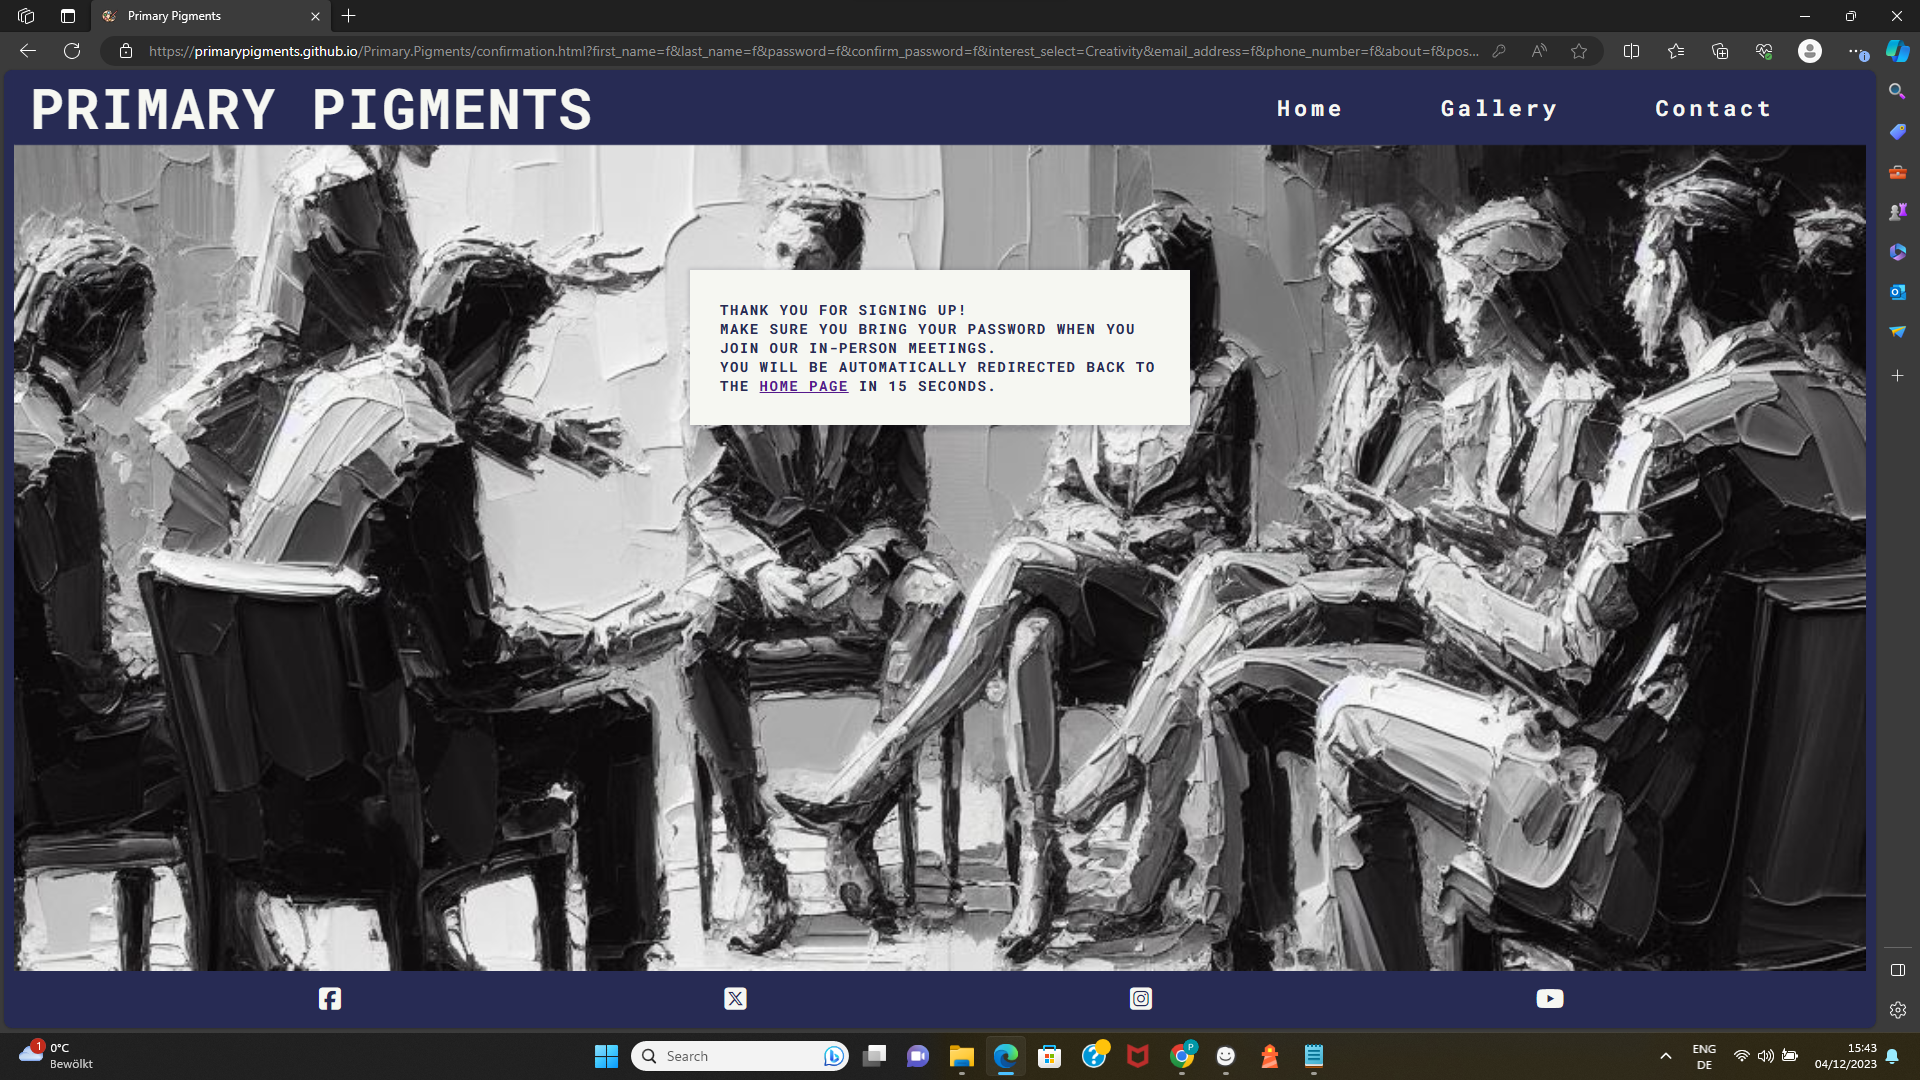 Primary Pigments
https://primarypigments.github.io/Primary.Pigments/confirmation.html?first_name=f&last_name=f&password=f&confirm_password=f&interest_select=Creativity&email_address=f&phone_number=f&about=f&pos...
PRIMARY PIGMENTS
Home
Gallery
Contact
THANK YOU FOR SIGNING UP!
MAKE SURE YOU BRING YOUR PASSWORD WHEN YOU
JOIN OUR IN-PERSON MEETINGS.
YOU WILL BE AUTOMATICALLY REDIRECTED BACK TO
THE HOME PAGE IN 15 SECONDS.
1
0°C
Bewölkt
Search
P
ENG
DE
15:43
04/12/2023